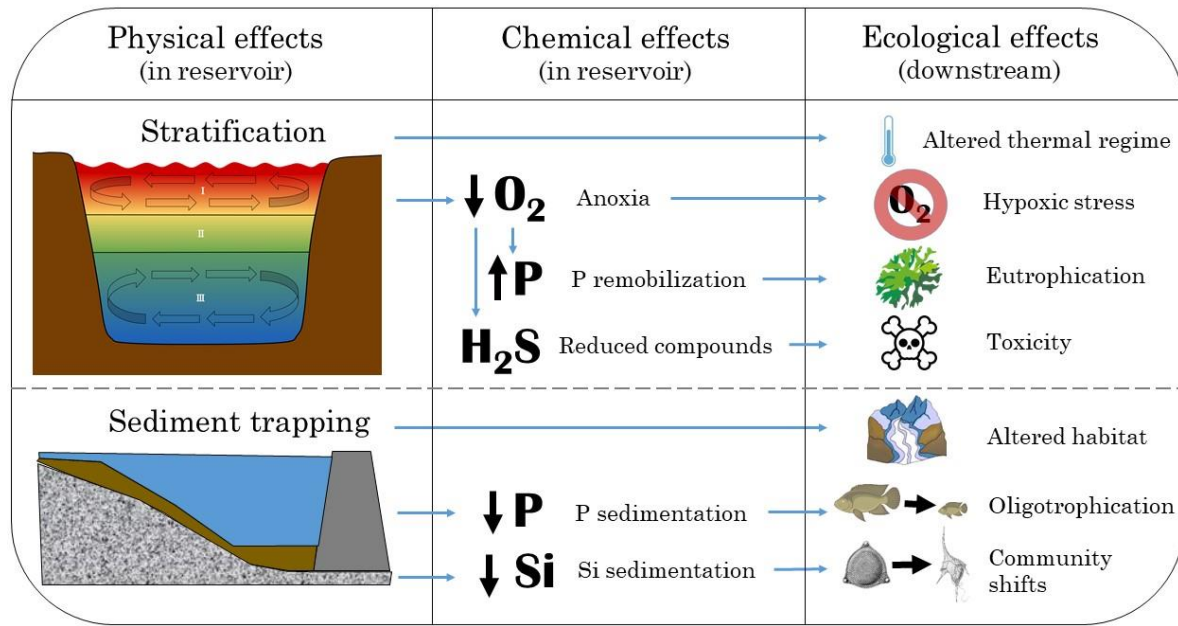 Physical effects
(in reservoir)
Chemical effects
(in reservoir)
Ecological effects
(downstream)
Stratification
I
II
III
↓ O₂ Anoxia
↑ P P remobilization
H₂S Reduced compounds
Altered thermal regime
O₂ Hypoxic stress
Eutrophication
Toxicity
Sediment trapping
↓ P P sedimentation
↓ Si Si sedimentation
Altered habitat
Oligotrophication
Community
shifts